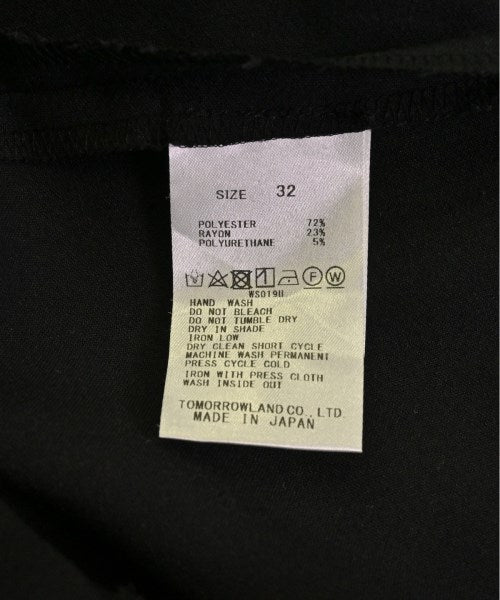 SIZE 32
POLYESTER 72%
RAYON 23%
POLYURETHANE 5%
F W
WS019U
HAND WASH
DO NOT BLEACH
DO NOT TUMBLE DRY
DRY IN SHADE
IRON LOW
DRY CLEAN SHORT CYCLE
MACHINE WASH PERMANENT
PRESS CYCLE COLD
IRON WITH PRESS CLOTH
WASH INSIDE OUT
TOMORROWLAND CO., LTD.
MADE IN JAPAN